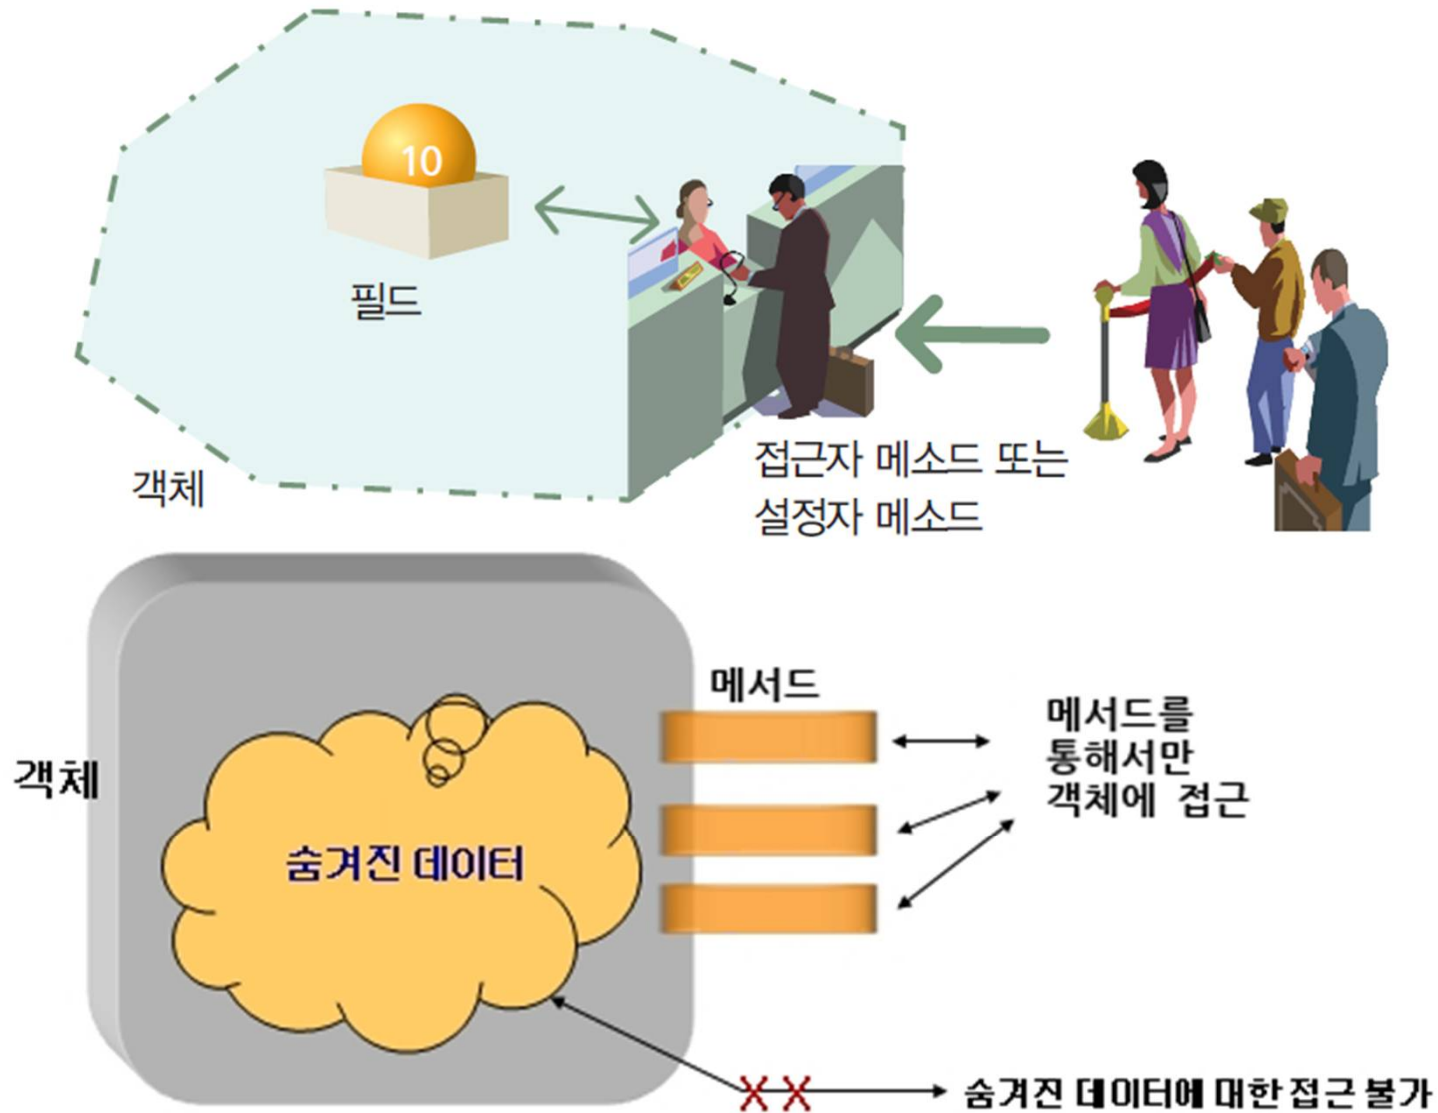 10
필드
객체
접근자 메소드 또는
설정자 메소드
메서드
객체
메서드를
통해서만
객체에 접근
숨겨진 데이터
숨겨진 데이터에 대한 접근 불가